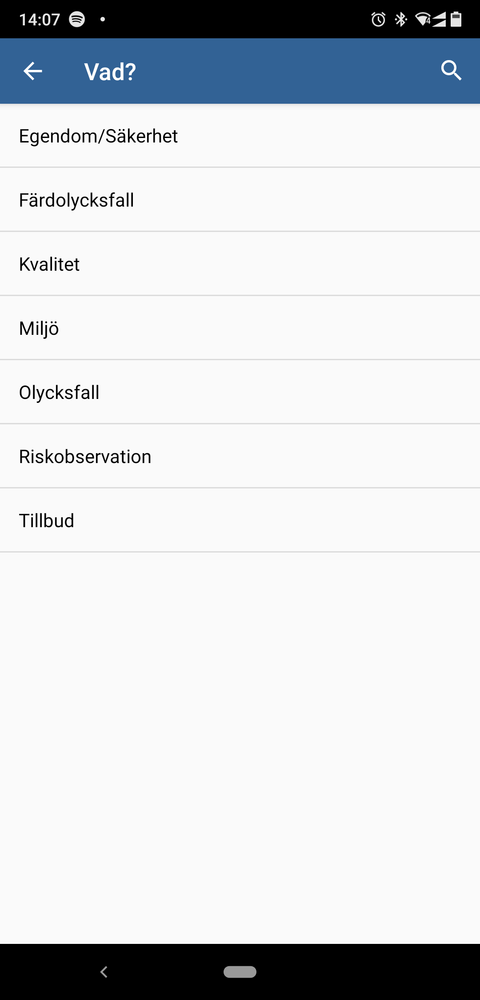 14:07
Vad?
Egendom/Säkerhet
Färdolycksfall
Kvalitet
Miljö
Olycksfall
Riskobservation
Tillbud